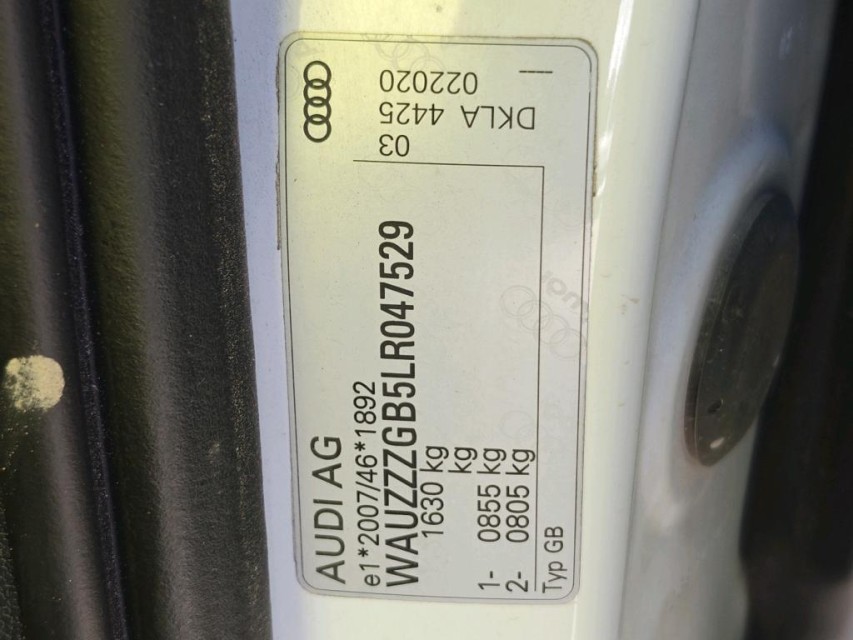 AUDI AG
e1*2007/46*1892
WAUZZZGB5LR047529
1630 kg
kg
1- 0855 kg
2- 0805 kg
Typ GB
03
DKLA 4425
022020